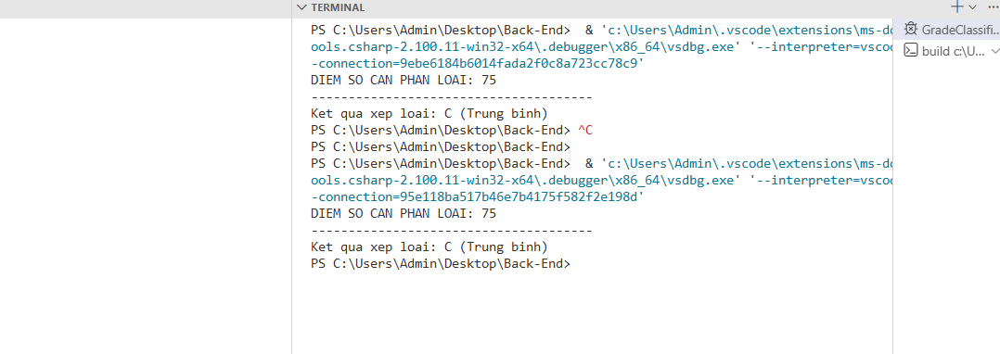 TERMINAL
PS C:\Users\Admin\Desktop\Back-End>  & 'c:\Users\Admin\.vscode\extensions\ms-do
ools.csharp-2.100.11-win32-x64\.debugger\x86_64\vsdbg.exe' '--interpreter=vscod
-connection=9ebe6184b6014fada2f0c8a723cc78c9'
DIEM SO CAN PHAN LOAI: 75
--------------------------------------
Ket qua xep loai: C (Trung binh)
PS C:\Users\Admin\Desktop\Back-End> ^C
PS C:\Users\Admin\Desktop\Back-End>
PS C:\Users\Admin\Desktop\Back-End>  & 'c:\Users\Admin\.vscode\extensions\ms-do
ools.csharp-2.100.11-win32-x64\.debugger\x86_64\vsdbg.exe' '--interpreter=vscod
-connection=95e118ba517b46e7b4175f582f2e198d'
DIEM SO CAN PHAN LOAI: 75
--------------------------------------
Ket qua xep loai: C (Trung binh)
PS C:\Users\Admin\Desktop\Back-End>
GradeClassifi...
build c:\U...